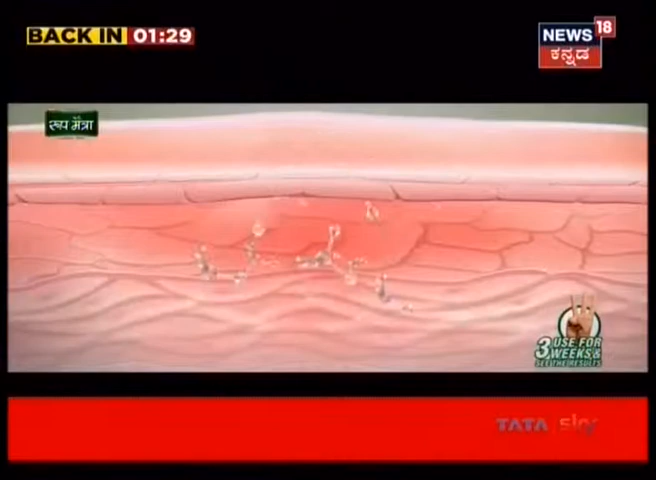 BACK IN 01:29
NEWS 18
ಕನ್ನಡ
रूप मंत्रा
3 USE FOR
WEEKS &
SEE THE RESULTS
TATA sky